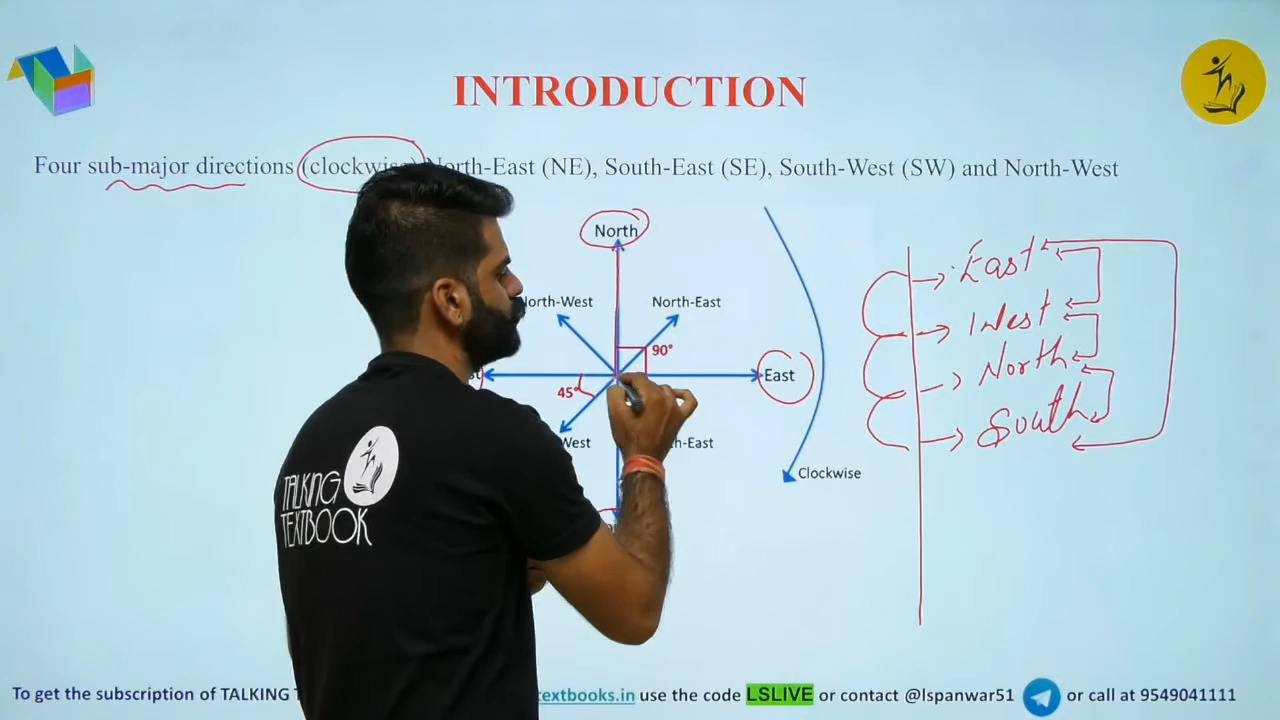 INTRODUCTION
Four sub-major directions (clockwise) North-East (NE), South-East (SE), South-West (SW) and North-West
North
North-West
North-East
90°
East
45°
West
h-East
Clockwise
East
West
North
South
TALKING
TEXTBOOK
To get the subscription of TALKING textbooks.in use the code LSLIVE or contact @lspanwar51 or call at 9549041111